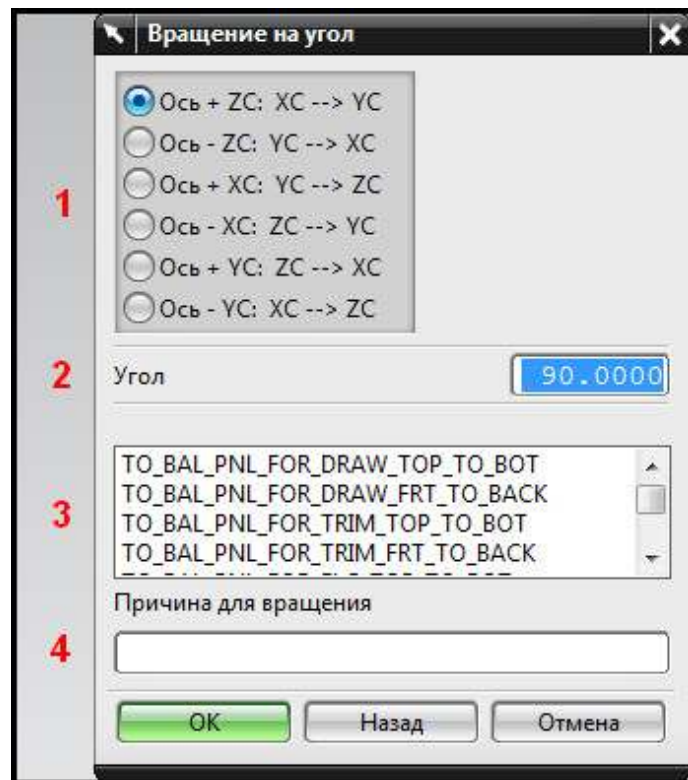 Вращение на угол
1
Ось + ZC: XC --> YC
Ось - ZC: YC --> XC
Ось + XC: YC --> ZC
Ось - XC: ZC --> YC
Ось + YC: ZC --> XC
Ось - YC: XC --> ZC
2
Угол 90.0000
3
TO_BAL_PNL_FOR_DRAW_TOP_TO_BOT
TO_BAL_PNL_FOR_DRAW_FRT_TO_BACK
TO_BAL_PNL_FOR_TRIM_TOP_TO_BOT
TO_BAL_PNL_FOR_TRIM_FRT_TO_BACK
Причина для вращения
4
OK Назад Отмена